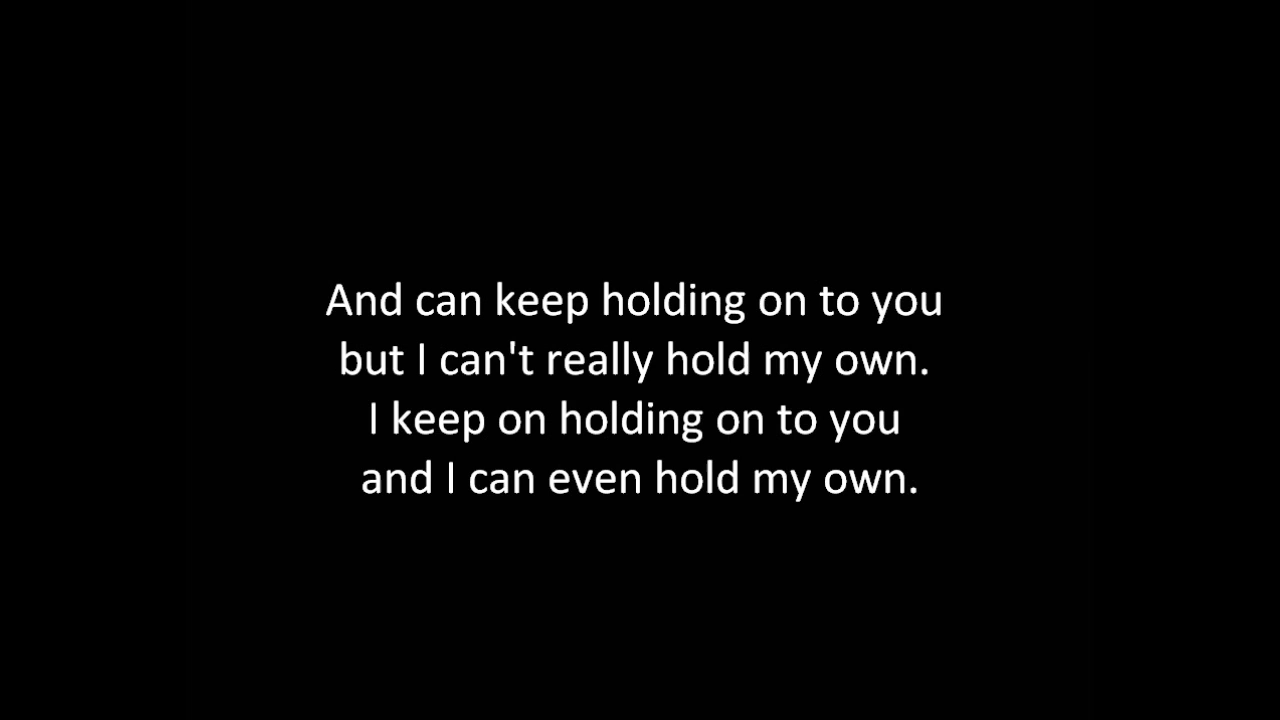 And can keep holding on to you
but I can't really hold my own.
I keep on holding on to you
and I can even hold my own.